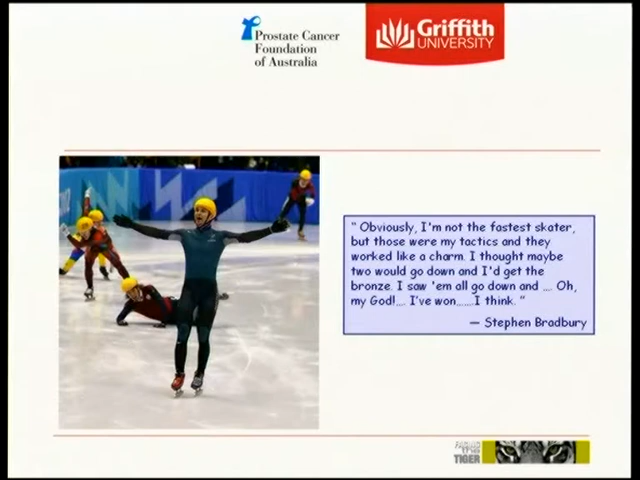 Prostate Cancer
Foundation
of Australia
Griffith
UNIVERSITY
" Obviously, I'm not the fastest skater,
but those were my tactics and they
worked like a charm. I thought maybe
two would go down and I'd get the
bronze. I saw 'em all go down and .... Oh,
my God!.... I've won.......I think. "
— Stephen Bradbury
FACING
THE
TIGER